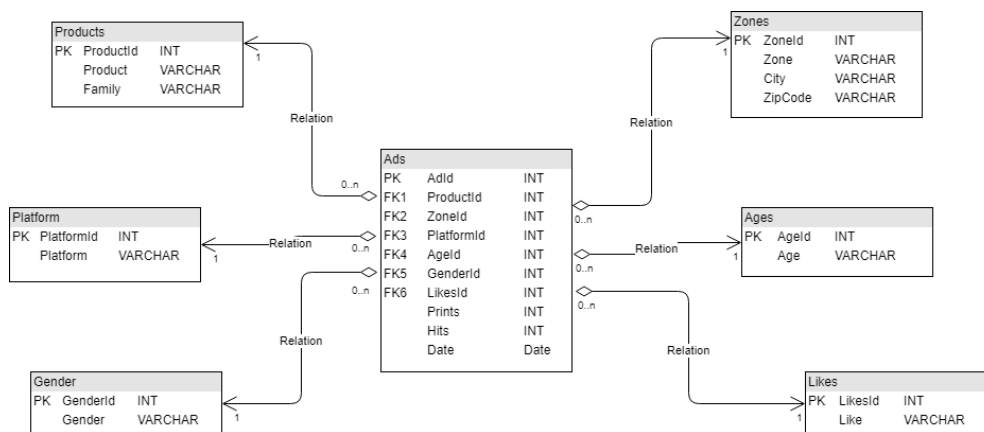 Products
PK ProductId INT
Product VARCHAR
Family VARCHAR
1
Relation
0..n
Zones
PK ZoneId INT
Zone VARCHAR
City VARCHAR
ZipCode VARCHAR
1
Relation
0..n
Ads
PK AdId INT
FK1 ProductId INT
FK2 ZoneId INT
FK3 PlatformId INT
FK4 AgeId INT
FK5 GenderId INT
FK6 LikesId INT
Prints INT
Hits INT
Date Date
Platform
PK PlatformId INT
Platform VARCHAR
1
Relation
0..n
Ages
PK AgeId INT
Age VARCHAR
1
Relation
0..n
Gender
PK GenderId INT
Gender VARCHAR
1
Relation
0..n
Likes
PK LikesId INT
Like VARCHAR
1
Relation
0..n